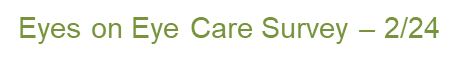 Eyes on Eye Care Survey – 2/24